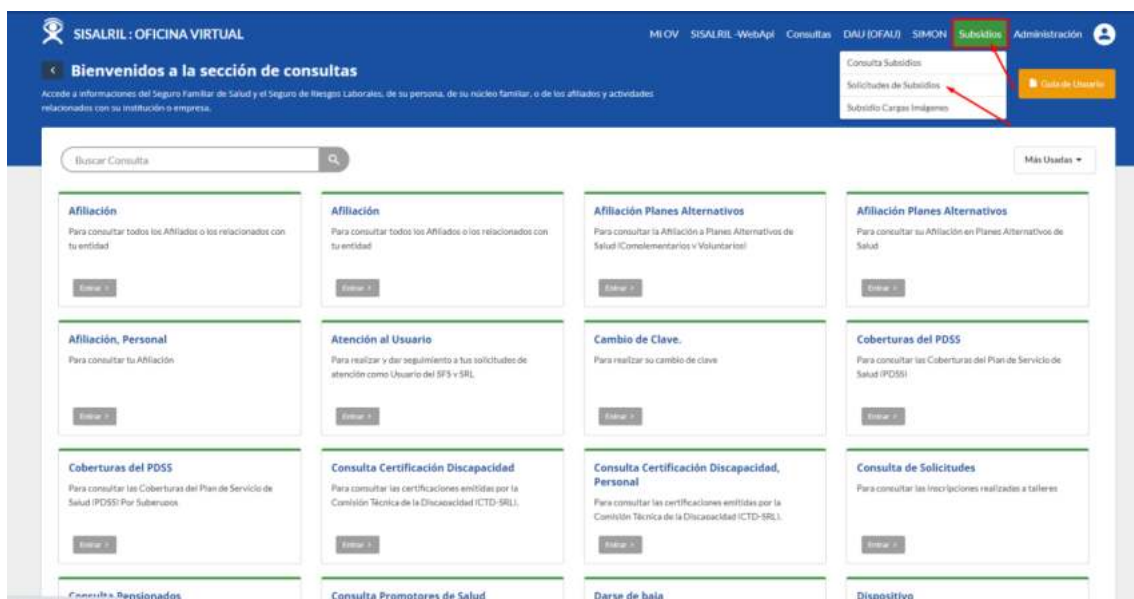 SISALRIL : OFICINA VIRTUAL
MI OV SISALRIL -WebApi Consultas DAU (OFAU) SIMON Subsidios Administración
Bienvenidos a la sección de consultas
Accede a informaciones del Seguro Familiar de Salud y el Seguro de Riesgos Laborales, de su persona, de su núcleo familiar, o de los afiliados y actividades
relacionados con su institución o empresa.
Consulta Subsidios
Solicitudes de Subsidios
Subsidio Cargas Imágenes
Guía de Usuario
Buscar Consulta
Más Usadas
Afiliación
Para consultar todos los Afiliados o los relacionados con
tu entidad
Entrar >
Afiliación
Para consultar todos los Afiliados o los relacionados con
tu entidad
Entrar >
Afiliación Planes Alternativos
Para consultar la Afiliación a Planes Alternativos de
Salud (Complementarios y Voluntarios)
Entrar >
Afiliación Planes Alternativos
Para consultar su Afiliación en Planes Alternativos de
Salud
Entrar >
Afiliación, Personal
Para consultar tu Afiliación
Entrar >
Atención al Usuario
Para realizar y dar seguimiento a tus solicitudes de
atención como Usuario del SFS y SRL
Entrar >
Cambio de Clave.
Para realizar su cambio de clave
Entrar >
Coberturas del PDSS
Para consultar las Coberturas del Plan de Servicio de
Salud (PDSS)
Entrar >
Coberturas del PDSS
Para consultar las Coberturas del Plan de Servicio de
Salud (PDSS) Por Subgrupos
Entrar >
Consulta Certificación Discapacidad
Para consultar las certificaciones emitidas por la
Comisión Técnica de la Discapacidad (CTD-SRL).
Entrar >
Consulta Certificación Discapacidad,
Personal
Para consultar las certificaciones emitidas por la
Comisión Técnica de la Discapacidad (CTD-SRL).
Entrar >
Consulta de Solicitudes
Para consultar las inscripciones realizadas a talleres
Entrar >
Consulta Pensionados
Consulta Promotores de Salud
Darse de baja
Dispositivo